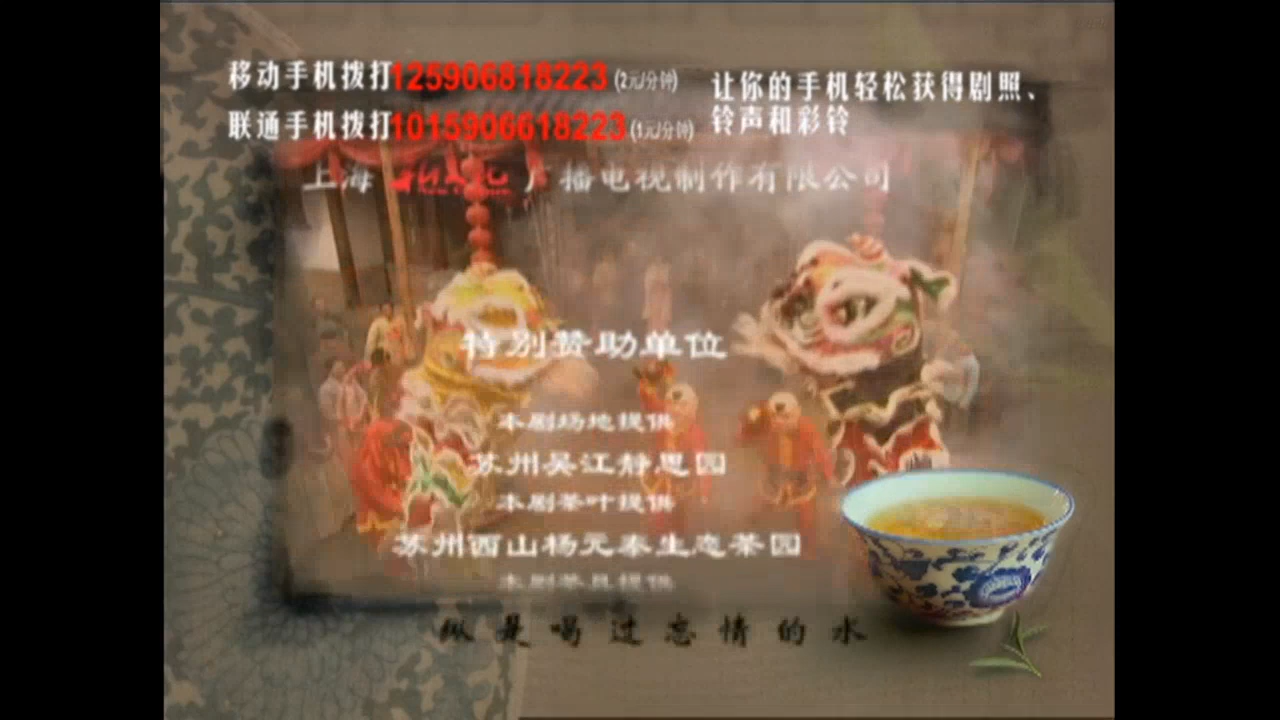 移动手机拨打125906818223(2元/分钟)
联通手机拨打1015906618223(1元/分钟)
让你的手机轻松获得剧照、
铃声和彩铃
上海 广播电视制作有限公司
特别赞助单位
本剧场地提供
苏州吴江静思园
本剧茶叶提供
苏州西山杨元泰生态茶园
本剧茶具提供
纵是喝过忘情的水